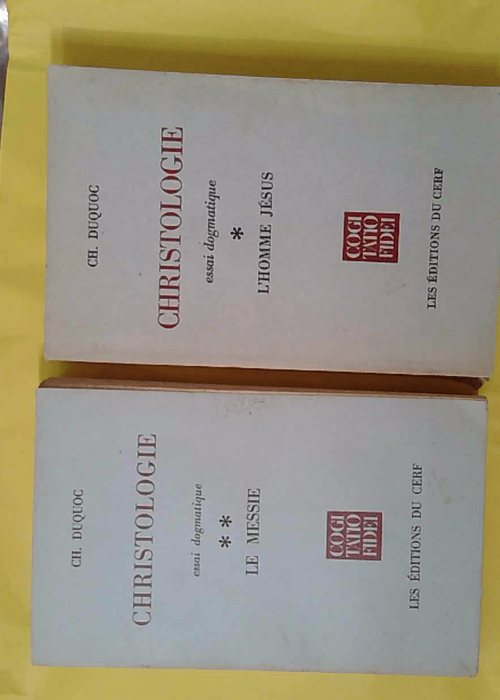 CH. DUQUOC
CHRISTOLOGIE
essai dogmatique
*
L'HOMME JÉSUS
COGI
TATIO
FIDEI
LES ÉDITIONS DU CERF
CH. DUQUOC
CHRISTOLOGIE
essai dogmatique
**
LE MESSIE
COGI
TATIO
FIDEI
LES ÉDITIONS DU CERF